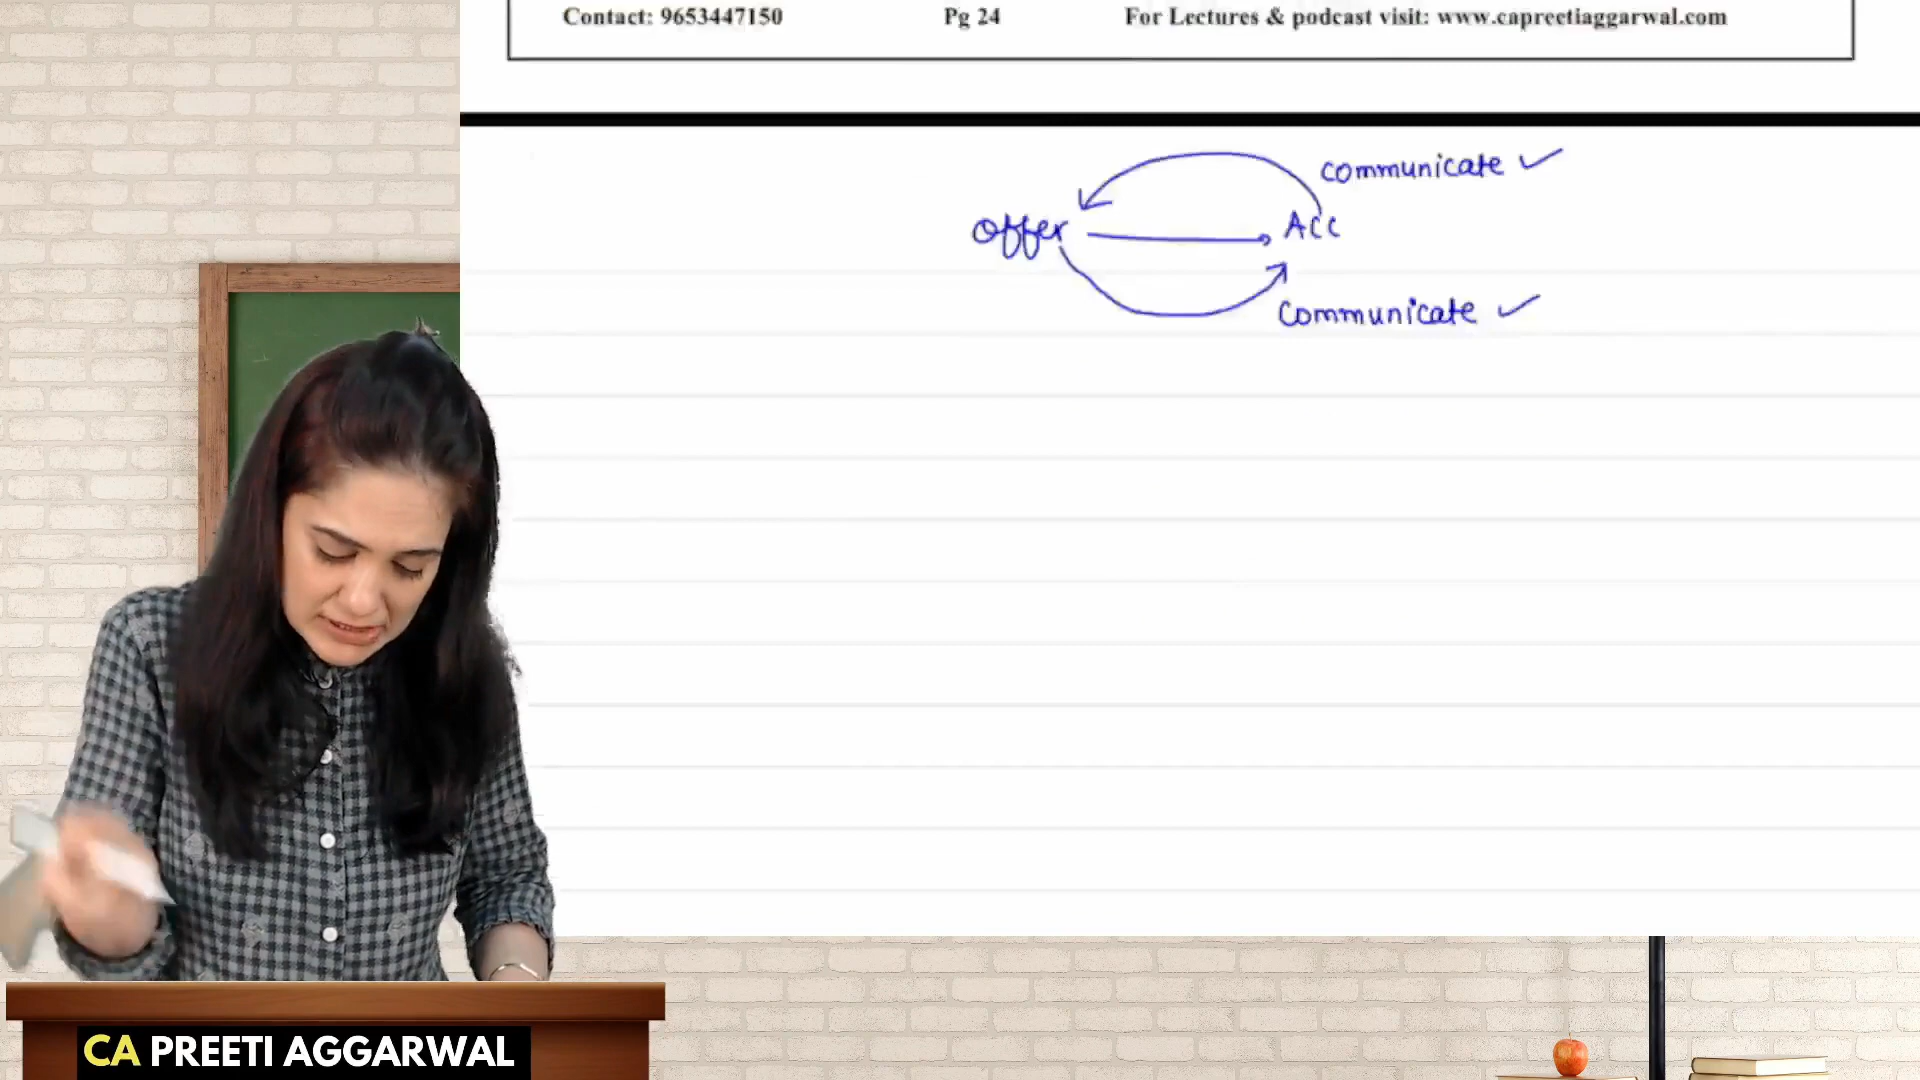 Contact: 9653447150 Pg 24 For Lectures & podcast visit: www.capreetiaggarwal.com
communicate ✓
Offer → Acc
Communicate ✓
CA PREETI AGGARWAL